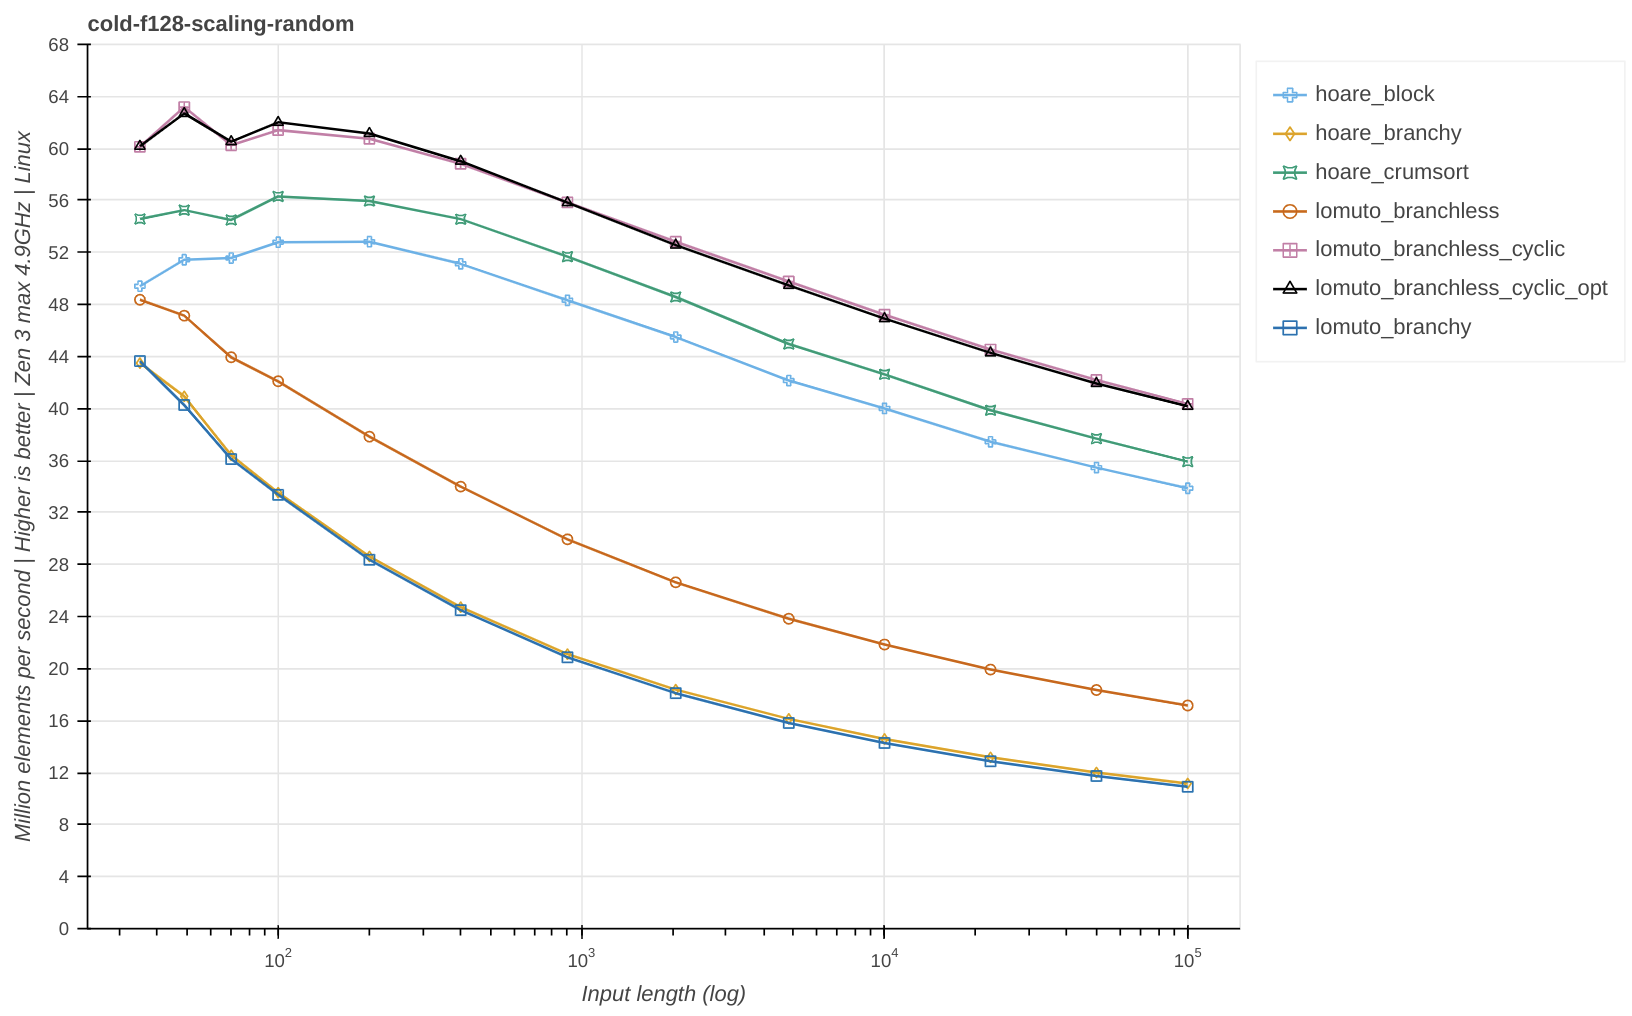 cold-f128-scaling-random
Million elements per second | Higher is better | Zen 3 max 4.9GHz | Linux
68
64
60
56
52
48
44
40
36
32
28
24
20
16
12
8
4
0
10² 10³ 10⁴ 10⁵
Input length (log)
hoare_block
hoare_branchy
hoare_crumsort
lomuto_branchless
lomuto_branchless_cyclic
lomuto_branchless_cyclic_opt
lomuto_branchy